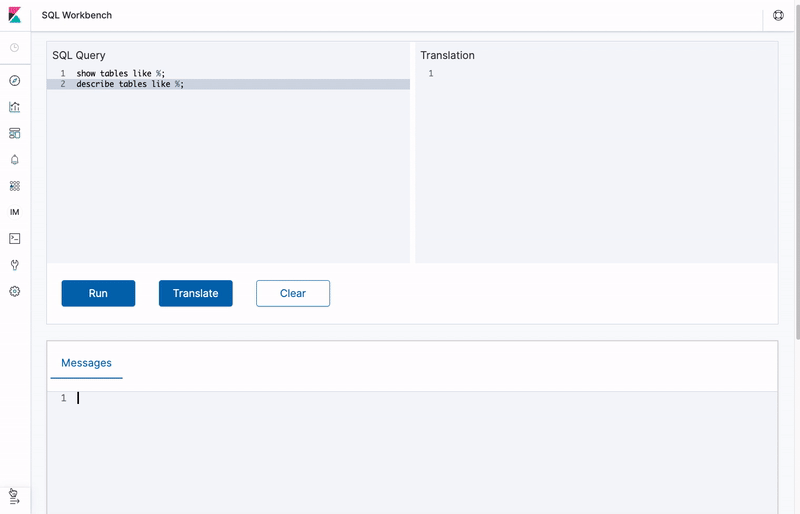 SQL Workbench
SQL Query
1 show tables like %;
2 describe tables like %;
Translation
1
IM
Run
Translate
Clear
Messages
1